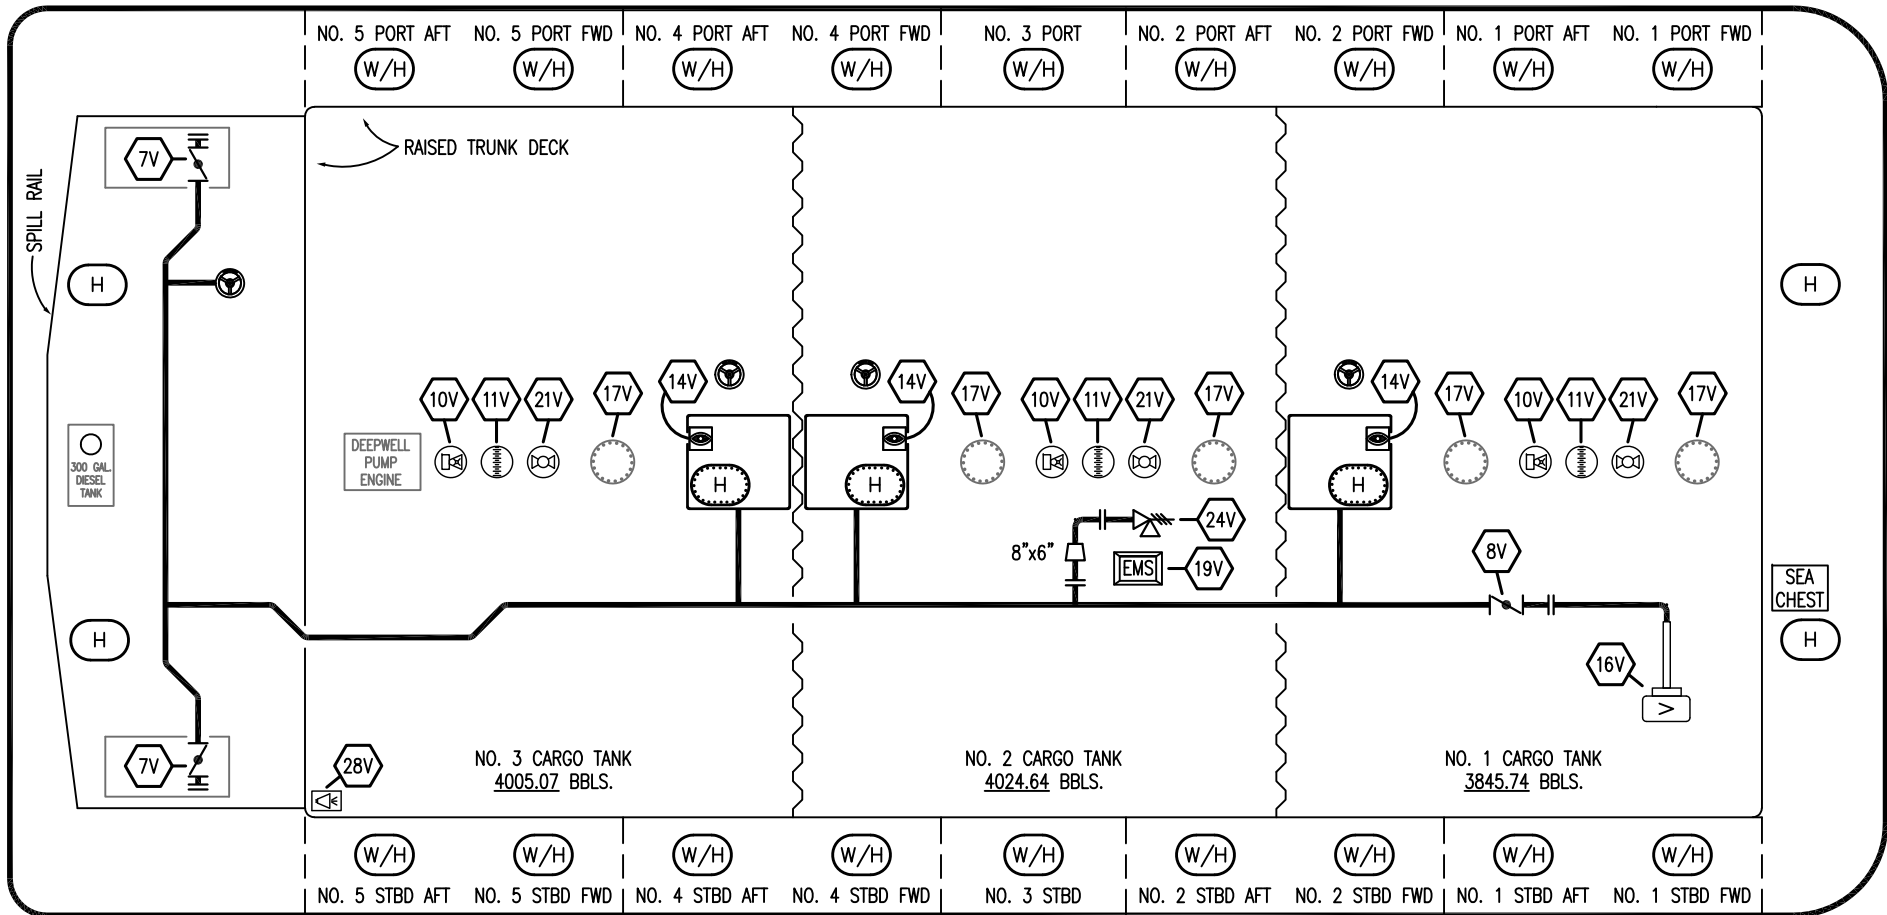 NO. 5 PORT AFT NO. 5 PORT FWD NO. 4 PORT AFT NO. 4 PORT FWD NO. 3 PORT NO. 2 PORT AFT NO. 2 PORT FWD NO. 1 PORT AFT NO. 1 PORT FWD
W/H W/H W/H W/H W/H W/H W/H W/H W/H
7V
RAISED TRUNK DECK
SPILL RAIL
H
H
10V 11V 21V 17V 14V 14V 17V 10V 11V 21V 17V 14V 17V 10V 11V 21V 17V
300 GAL.
DIESEL
TANK
DEEPWELL
PUMP
ENGINE
H H H
24V
8"x6"
EMS 19V
8V
SEA
CHEST
H
H
16V
>
7V
28V
NO. 3 CARGO TANK
4005.07 BBLS.
NO. 2 CARGO TANK
4024.64 BBLS.
NO. 1 CARGO TANK
3845.74 BBLS.
W/H W/H W/H W/H W/H W/H W/H W/H W/H
NO. 5 STBD AFT NO. 5 STBD FWD NO. 4 STBD AFT NO. 4 STBD FWD NO. 3 STBD NO. 2 STBD AFT NO. 2 STBD FWD NO. 1 STBD AFT NO. 1 STBD FWD